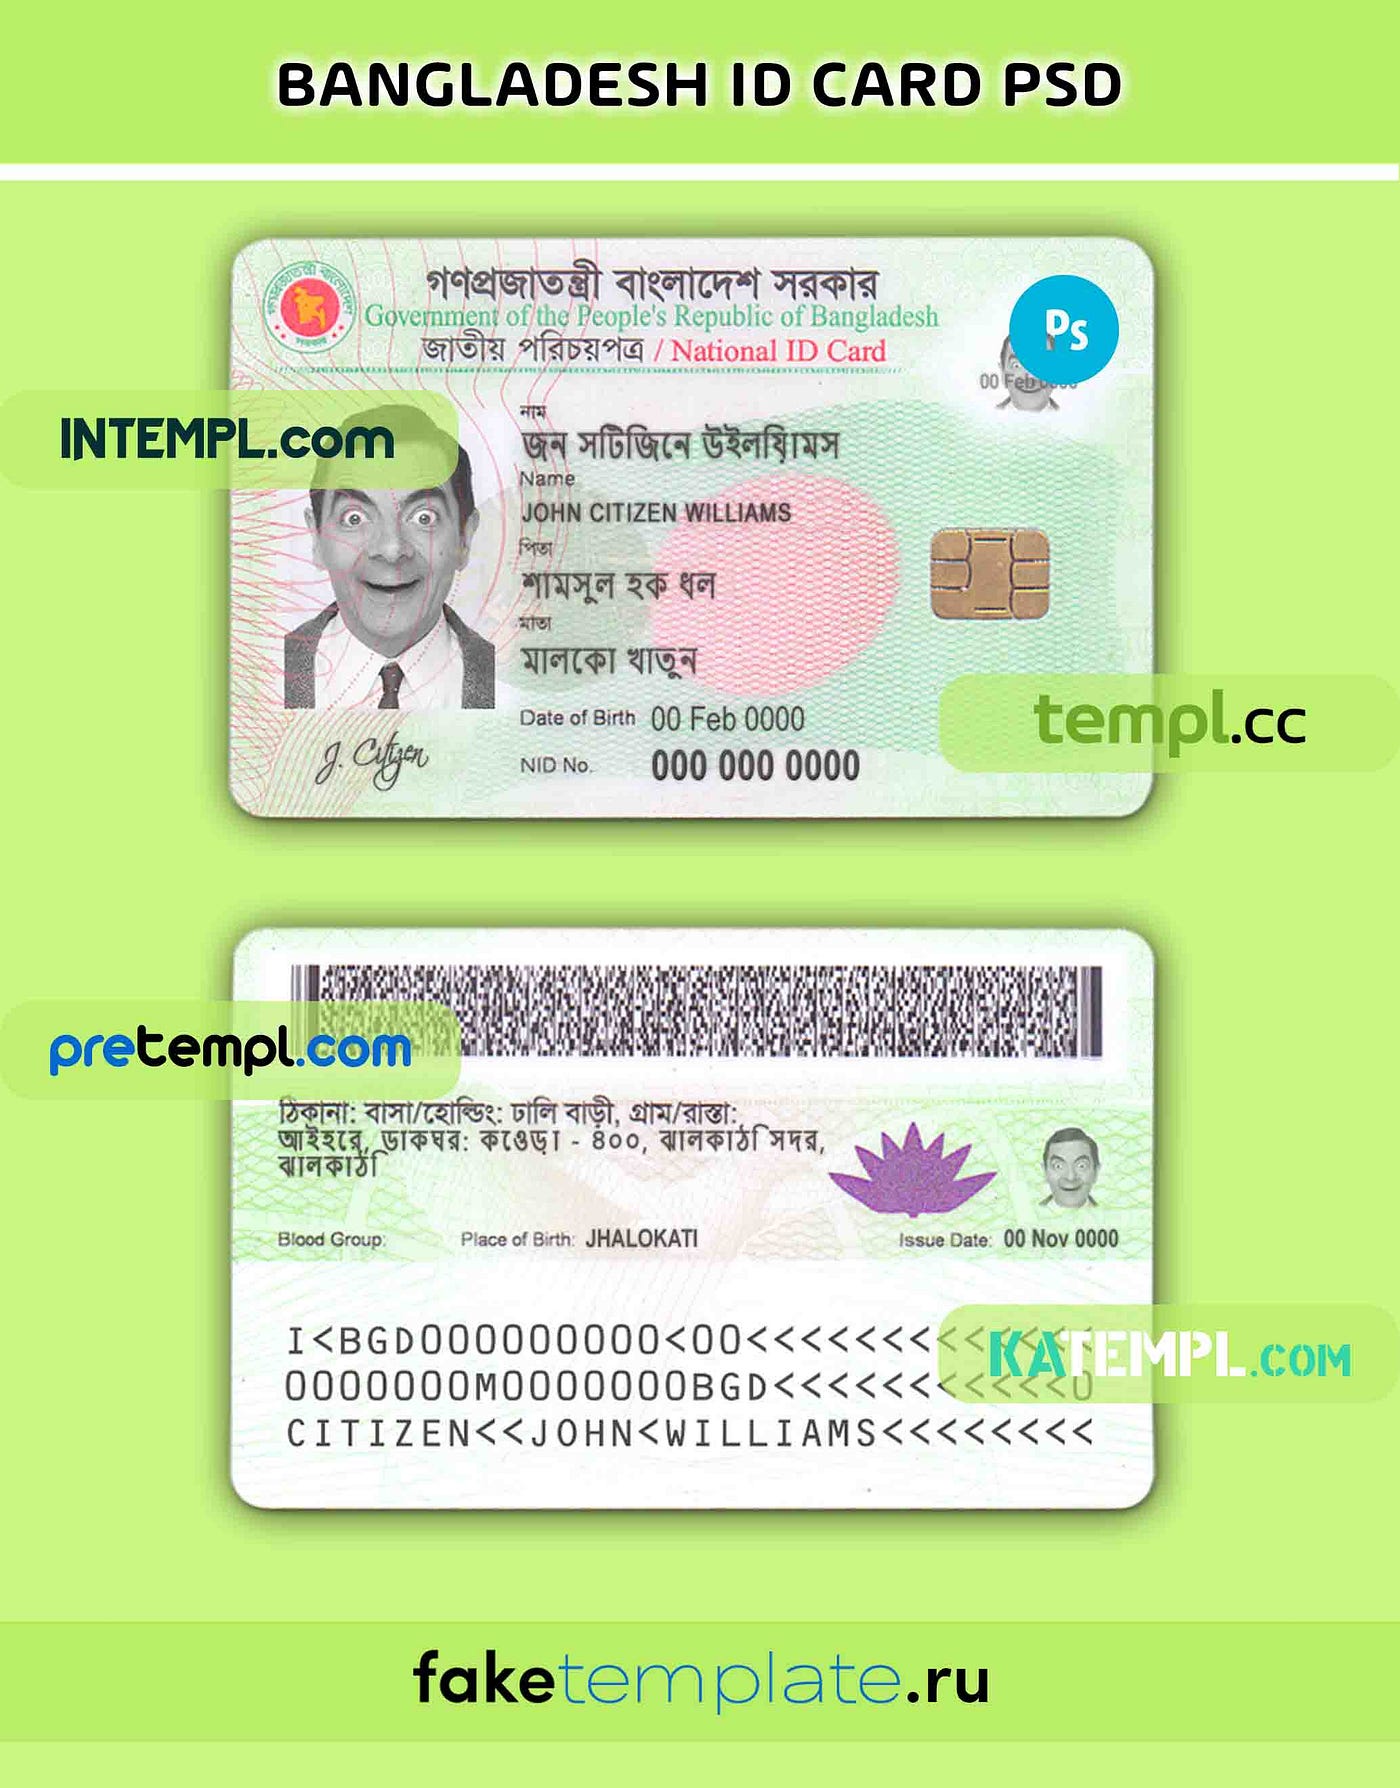 BANGLADESH ID CARD PSD
গণপ্রজাতন্ত্রী বাংলাদেশ সরকার
Government of the People's Republic of Bangladesh
জাতীয় পরিচয়পত্র / National ID Card
Ps
00 Feb 0000
INTEMPL.com
নাম
জন সটিজিনে উইলয়িামস
Name
JOHN CITIZEN WILLIAMS
পিতা
শামসুল হক ধল
মাতা
মালকো খাতুন
Date of Birth 00 Feb 0000
templ.cc
J. Citizen
NID No. 000 000 0000
pretempl.com
ঠিকানা: বাসা/হোল্ডিং: ঢালি বাড়ী, গ্রাম/রাস্তা:
আইহরে, ডাকঘর: কওেড়া - ৪০০, ঝালকাঠি সদর,
ঝালকাঠি
Blood Group: Place of Birth: JHALOKATI Issue Date: 00 Nov 0000
I<BGD000000000<00<<<<<<<<<<<<<
KATEMPL.COM
0000000M0000000BGD<<<<<<<<<<<0
CITIZEN<<JOHN<WILLIAMS<<<<<<<<
faketemplate.ru